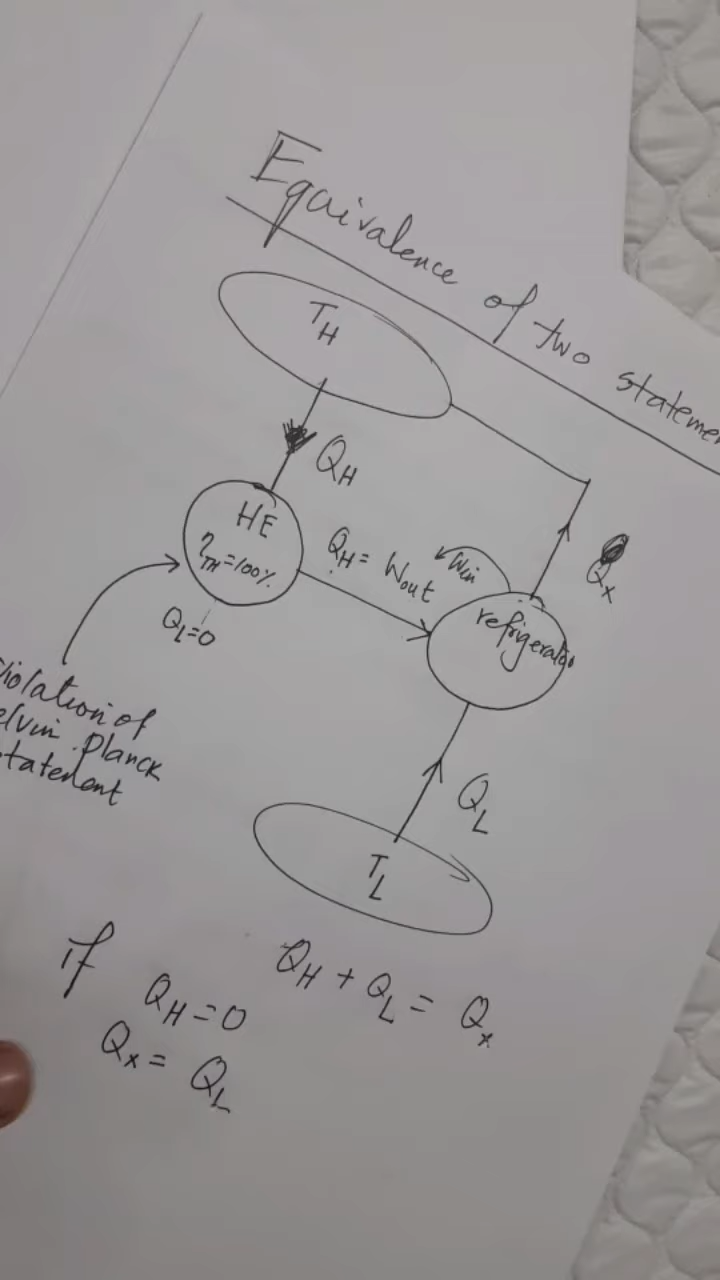 Equivalence of two statemen
T_H
Q_H
HE
η_TH=100%
Q_L=0
Q_H = W_out
W_in
refrigerator
Q_x
iolation of
elvin Planck
tatement
Q_L
T_L
if Q_H=0
Q_x = Q_L
Q_H + Q_L = Q_x